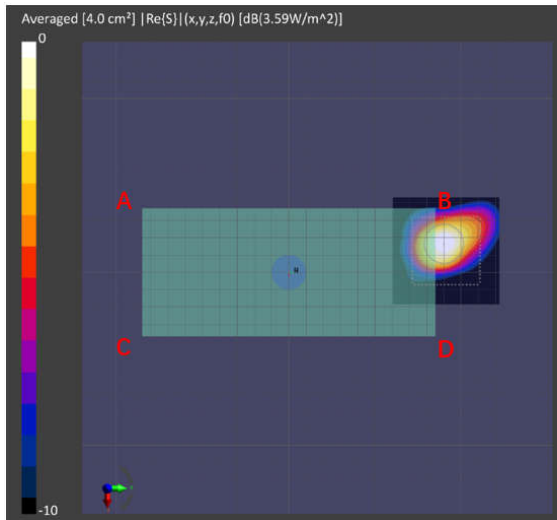 Averaged [4.0 cm²] |Re{S}|(x,y,z,f0) [dB(3.59W/m^2)]
0
A B
C D
-10